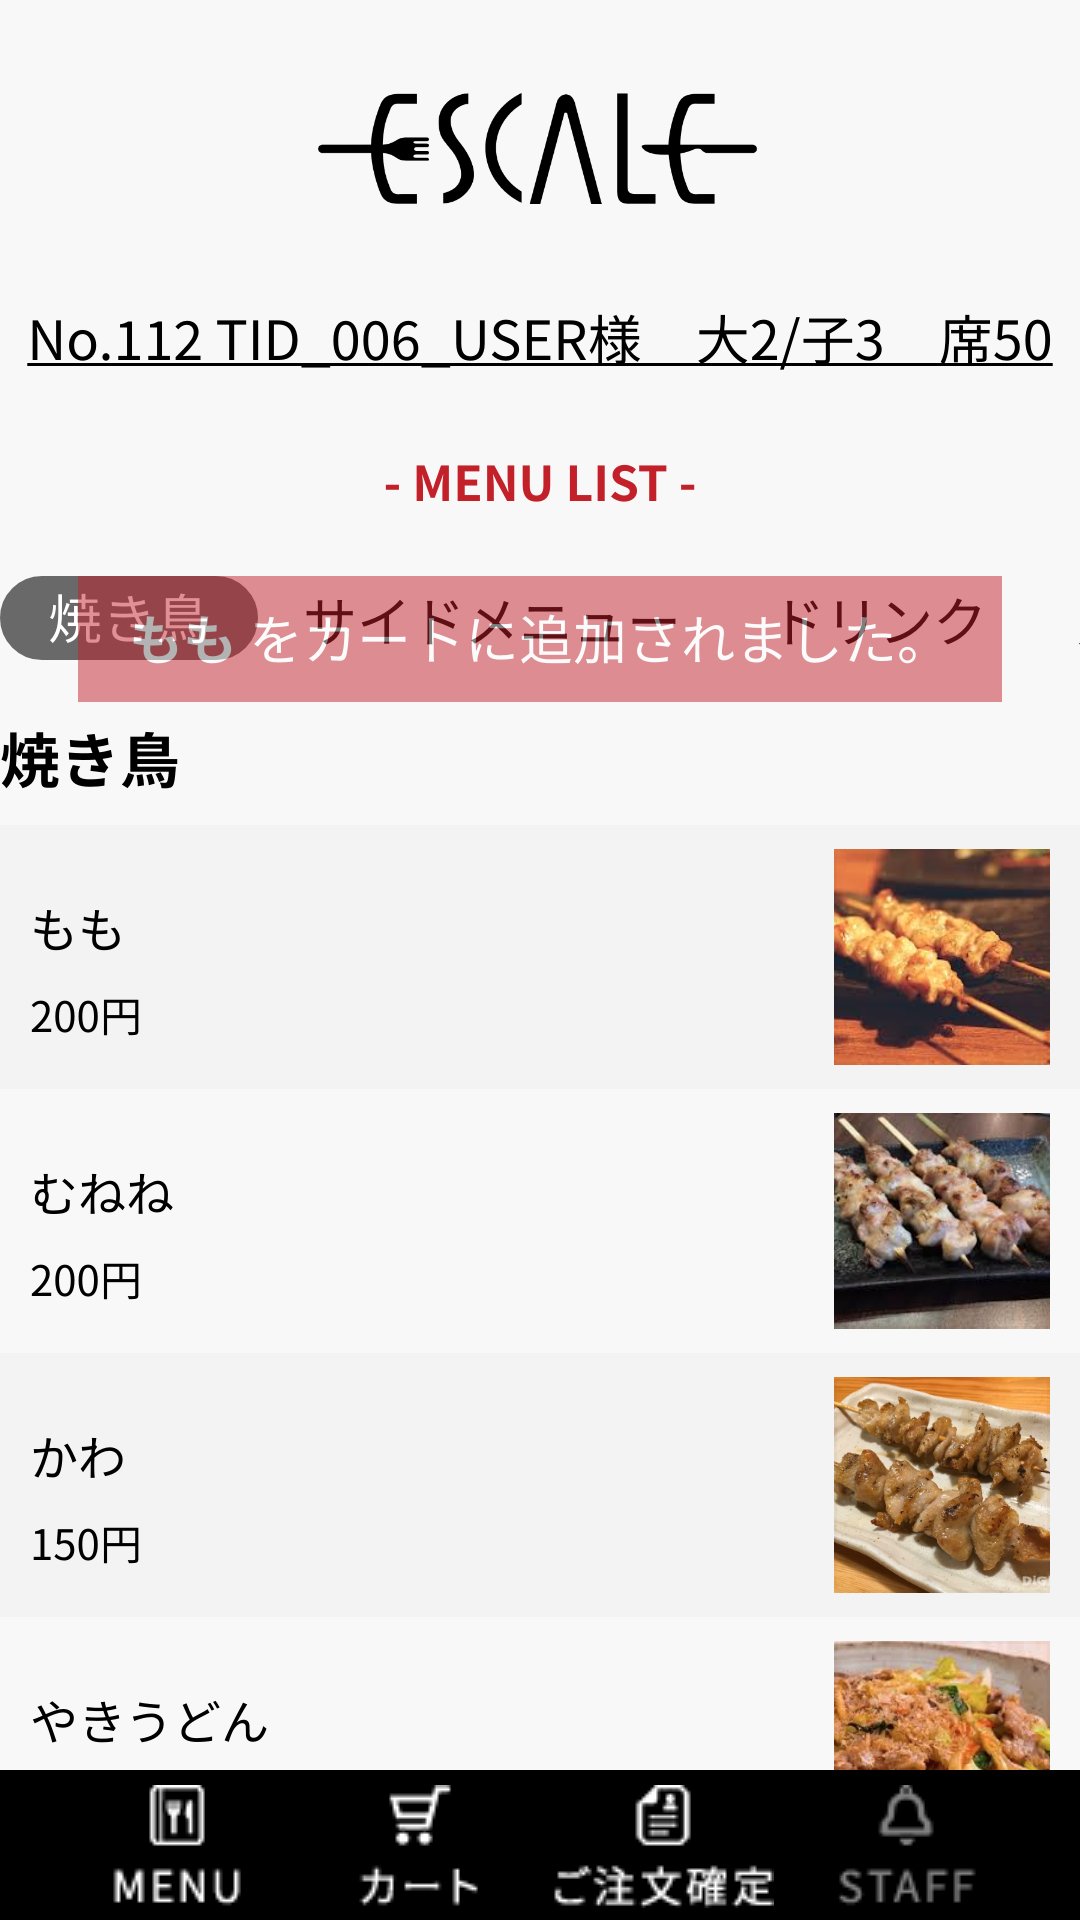 ESCALE
No.112 TID_006_USER様　大2/子3　席50
- MENU LIST -
焼き鳥 サイドメニュー ドリンク
もも をカートに追加されました。
焼き鳥
もも
200円
むねね
200円
かわ
150円
やきうどん
MENU カート ご注文確定 STAFF